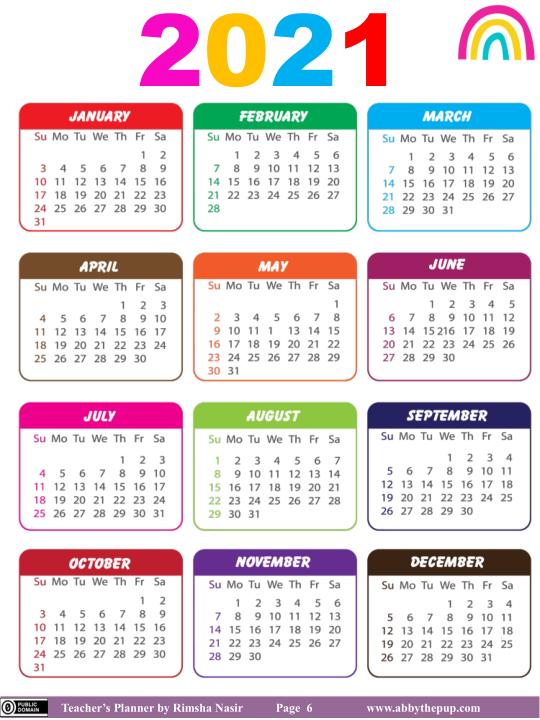 2021
JANUARY
Su Mo Tu We Th Fr Sa
1 2
3 4 5 6 7 8 9
10 11 12 13 14 15 16
17 18 19 20 21 22 23
24 25 26 27 28 29 30
31
FEBRUARY
Su Mo Tu We Th Fr Sa
1 2 3 4 5 6
7 8 9 10 11 12 13
14 15 16 17 18 19 20
21 22 23 24 25 26 27
28
MARCH
Su Mo Tu We Th Fr Sa
1 2 3 4 5 6
7 8 9 10 11 12 13
14 15 16 17 18 19 20
21 22 23 24 25 26 27
28 29 30 31
APRIL
Su Mo Tu We Th Fr Sa
1 2 3
4 5 6 7 8 9 10
11 12 13 14 15 16 17
18 19 20 21 22 23 24
25 26 27 28 29 30
MAY
Su Mo Tu We Th Fr Sa
1
2 3 4 5 6 7 8
9 10 11 1 13 14 15
16 17 18 19 20 21 22
23 24 25 26 27 28 29
30 31
JUNE
Su Mo Tu We Th Fr Sa
1 2 3 4 5
6 7 8 9 10 11 12
13 14 15 216 17 18 19
20 21 22 23 24 25 26
27 28 29 30
JULY
Su Mo Tu We Th Fr Sa
1 2 3
4 5 6 7 8 9 10
11 12 13 14 15 16 17
18 19 20 21 22 23 24
25 26 27 28 29 30 31
AUGUST
Su Mo Tu We Th Fr Sa
1 2 3 4 5 6 7
8 9 10 11 12 13 14
15 16 17 18 19 20 21
22 23 24 25 26 27 28
29 30 31
SEPTEMBER
Su Mo Tu We Th Fr Sa
1 2 3 4
5 6 7 8 9 10 11
12 13 14 15 16 17 18
19 20 21 22 23 24 25
26 27 28 29 30
OCTOBER
Su Mo Tu We Th Fr Sa
1 2
3 4 5 6 7 8 9
10 11 12 13 14 15 16
17 18 19 20 21 22 23
24 25 26 27 28 29 30
31
NOVEMBER
Su Mo Tu We Th Fr Sa
1 2 3 4 5 6
7 8 9 10 11 12 13
14 15 16 17 18 19 20
21 22 23 24 25 26 27
28 29 30
DECEMBER
Su Mo Tu We Th Fr Sa
1 2 3 4
5 6 7 8 9 10 11
12 13 14 15 16 17 18
19 20 21 22 23 24 25
26 27 28 29 30 31
PUBLIC
DOMAIN
Teacher's Planner by Rimsha Nasir Page 6 www.abbythepup.com